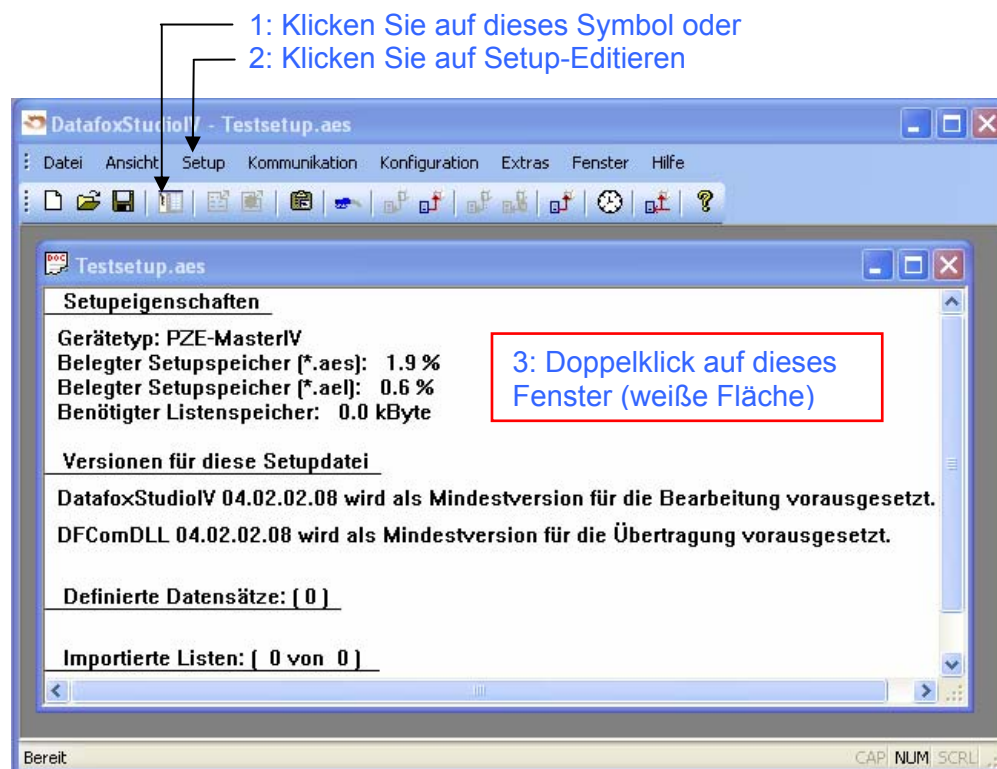 1: Klicken Sie auf dieses Symbol oder
2: Klicken Sie auf Setup-Editieren
DatafoxStudioIV - Testsetup.aes
Datei Ansicht Setup Kommunikation Konfiguration Extras Fenster Hilfe
Testsetup.aes
Setupeigenschaften
Gerätetyp: PZE-MasterIV
Belegter Setupspeicher (*.aes): 1.9 %
Belegter Setupspeicher (*.ael): 0.6 %
Benötigter Listenspeicher: 0.0 kByte
3: Doppelklick auf dieses
Fenster (weiße Fläche)
Versionen für diese Setupdatei
DatafoxStudioIV 04.02.02.08 wird als Mindestversion für die Bearbeitung vorausgesetzt.
DFComDLL 04.02.02.08 wird als Mindestversion für die Übertragung vorausgesetzt.
Definierte Datensätze: ( 0 )
Importierte Listen: ( 0 von 0 )
Bereit CAP NUM SCRL